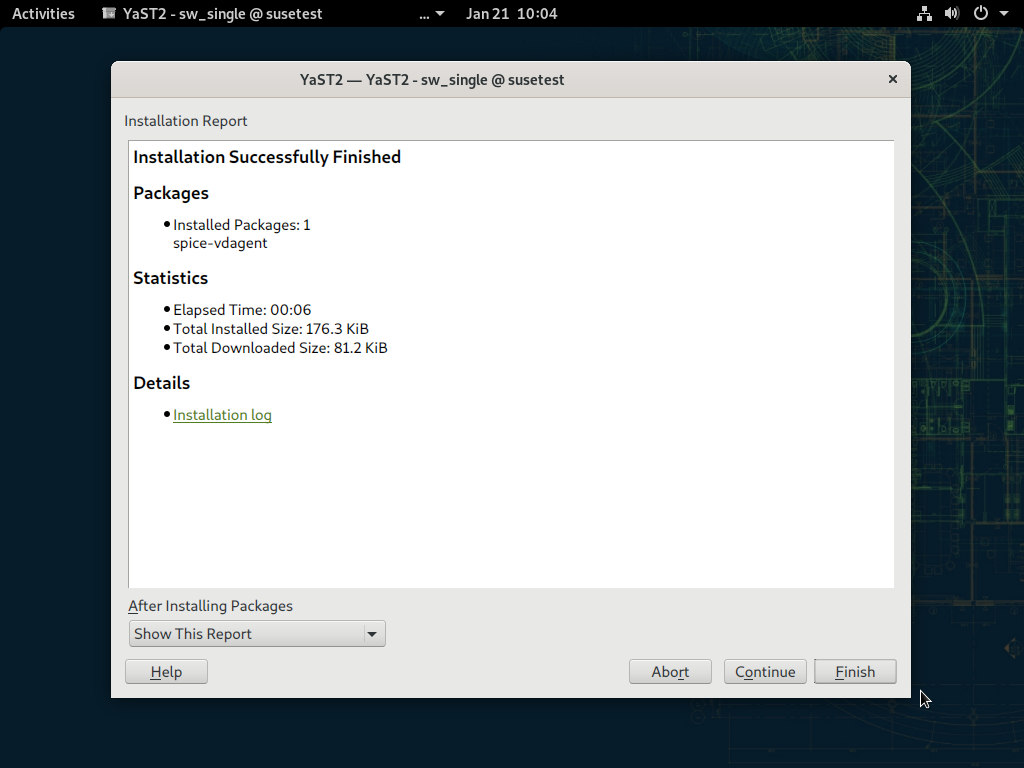 Activities YaST2 - sw_single @ susetest ... Jan 21 10:04
YaST2 — YaST2 - sw_single @ susetest
Installation Report
Installation Successfully Finished
Packages
Installed Packages: 1
spice-vdagent
Statistics
Elapsed Time: 00:06
Total Installed Size: 176.3 KiB
Total Downloaded Size: 81.2 KiB
Details
Installation log
After Installing Packages
Show This Report
Help Abort Continue Finish